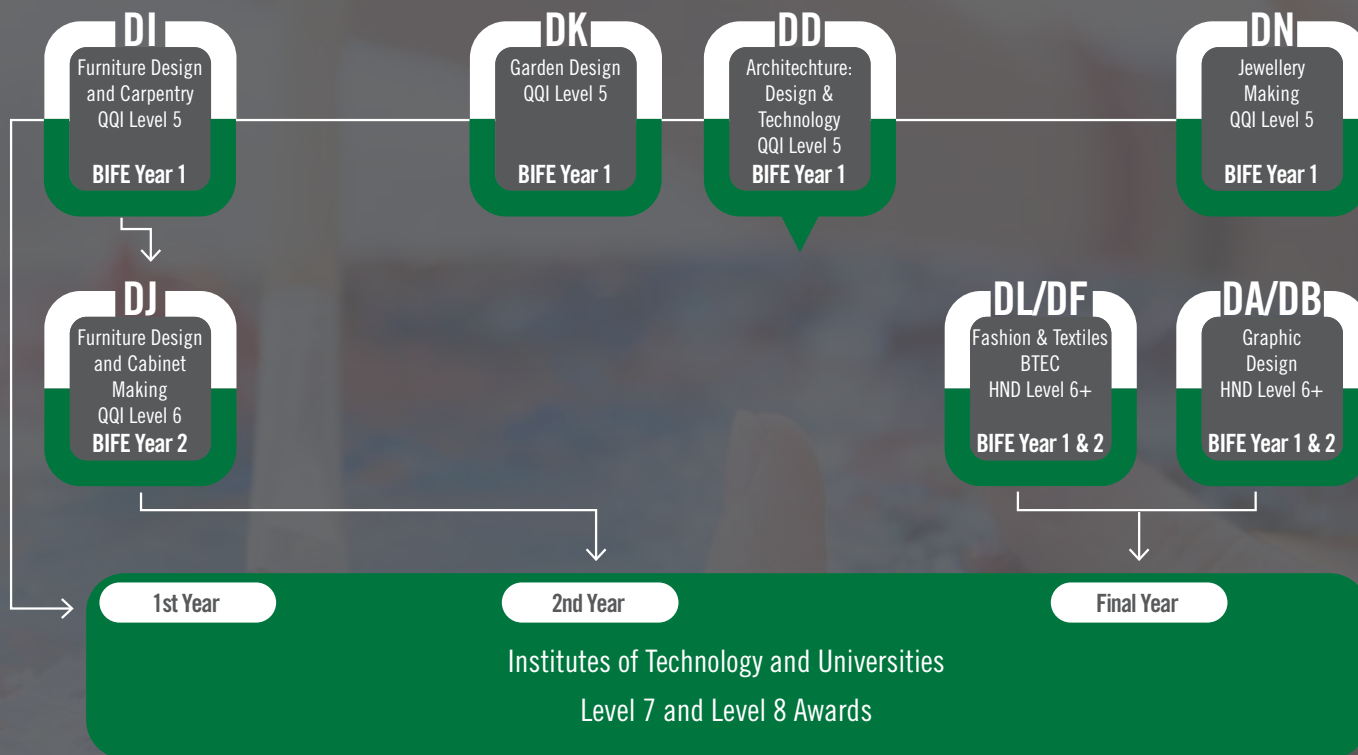 DI
Furniture Design
and Carpentry
QQI Level 5
BIFE Year 1
DK
Garden Design
QQI Level 5
BIFE Year 1
DD
Architechture:
Design &
Technology
QQI Level 5
BIFE Year 1
DN
Jewellery
Making
QQI Level 5
BIFE Year 1
DJ
Furniture Design
and Cabinet
Making
QQI Level 6
BIFE Year 2
DL/DF
Fashion & Textiles
BTEC
HND Level 6+
BIFE Year 1 & 2
DA/DB
Graphic
Design
HND Level 6+
BIFE Year 1 & 2
1st Year
2nd Year
Final Year
Institutes of Technology and Universities
Level 7 and Level 8 Awards